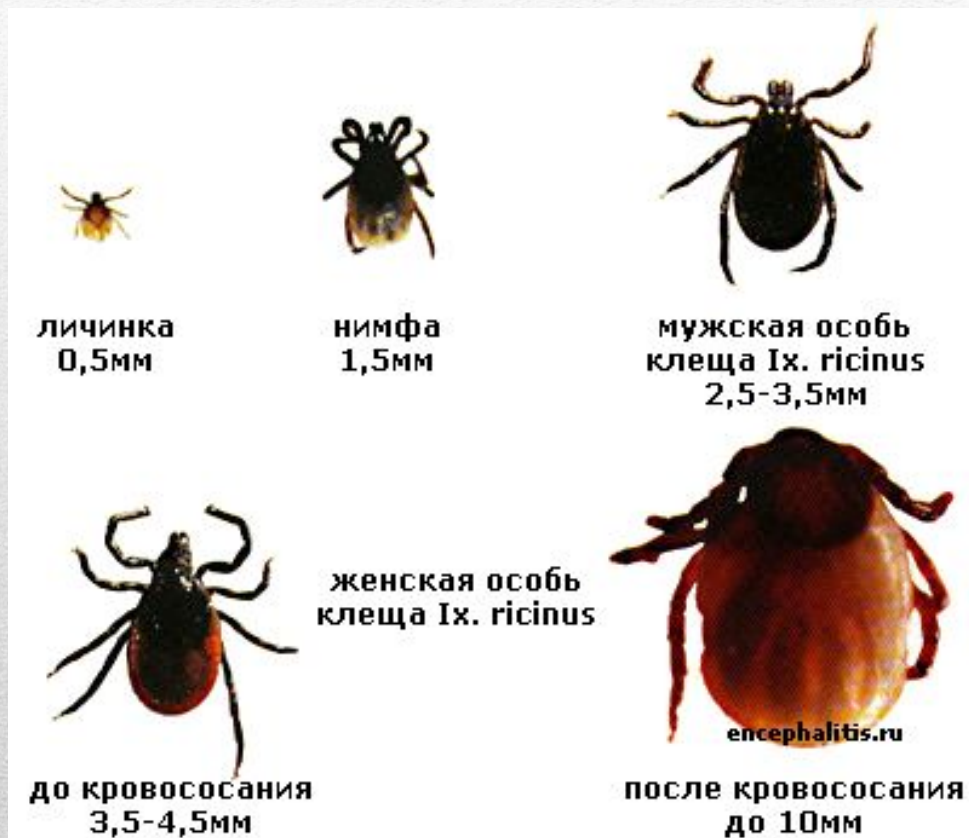 личинка
0,5мм
нимфа
1,5мм
мужская особь
клеща Ix. ricinus
2,5-3,5мм
женская особь
клеща Ix. ricinus
encephalitis.ru
до кровососания
3,5-4,5мм
после кровососания
до 10мм